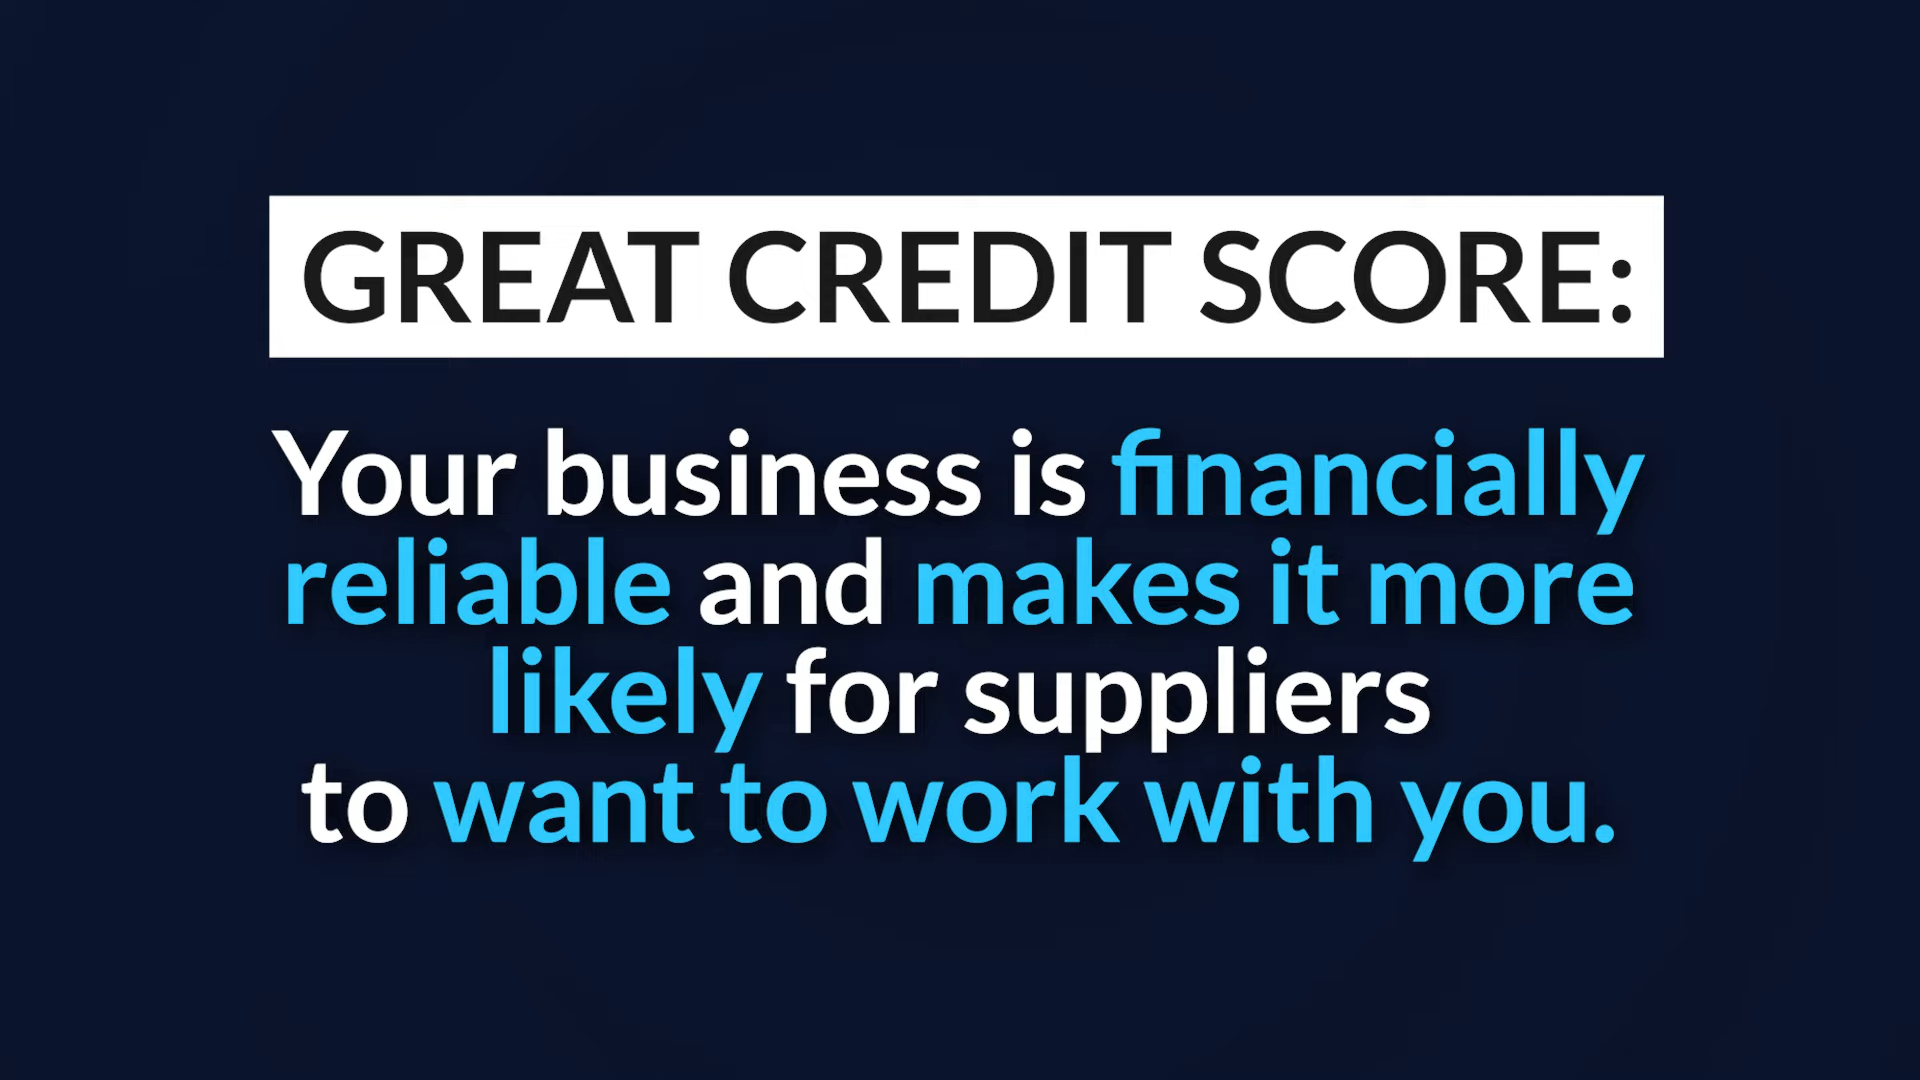 GREAT CREDIT SCORE:
Your business is financially
reliable and makes it more
likely for suppliers
to want to work with you.